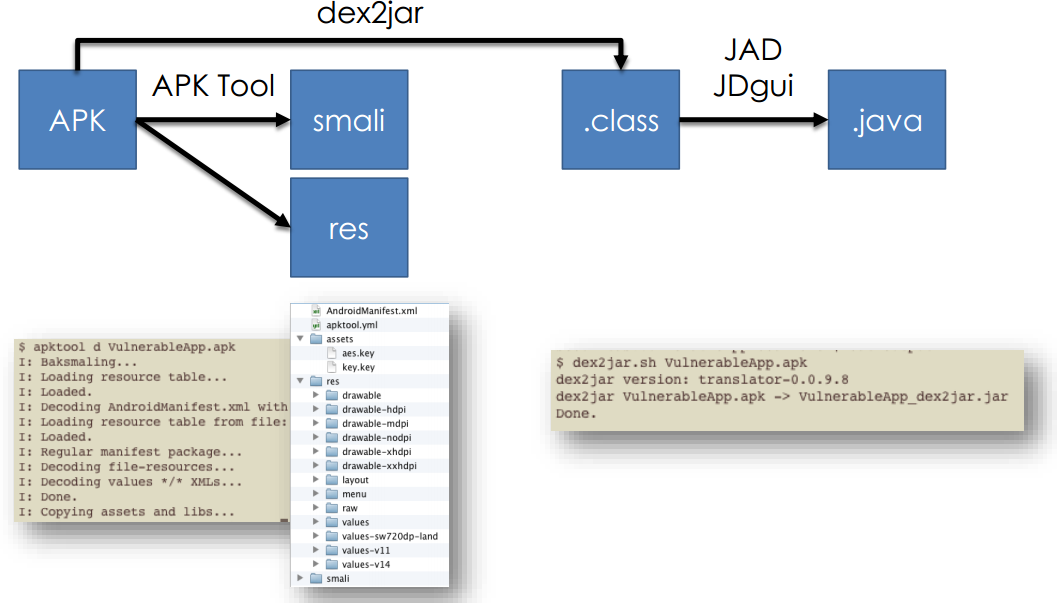 dex2jar
APK Tool
JAD
JDgui
APK
smali
.class
.java
res
$ apktool d VulnerableApp.apk
I: Baksmaling...
I: Loading resource table...
I: Loaded.
I: Decoding AndroidManifest.xml with
I: Loading resource table from file:
I: Loaded.
I: Regular manifest package...
I: Decoding file-resources...
I: Decoding values */* XMLs...
I: Done.
I: Copying assets and libs...
AndroidManifest.xml
apktool.yml
assets
aes.key
key.key
res
drawable
drawable-hdpi
drawable-mdpi
drawable-nodpi
drawable-xhdpi
drawable-xxhdpi
layout
menu
raw
values
values-sw720dp-land
values-v11
values-v14
smali
$ dex2jar.sh VulnerableApp.apk
dex2jar version: translator-0.0.9.8
dex2jar VulnerableApp.apk -> VulnerableApp_dex2jar.jar
Done.